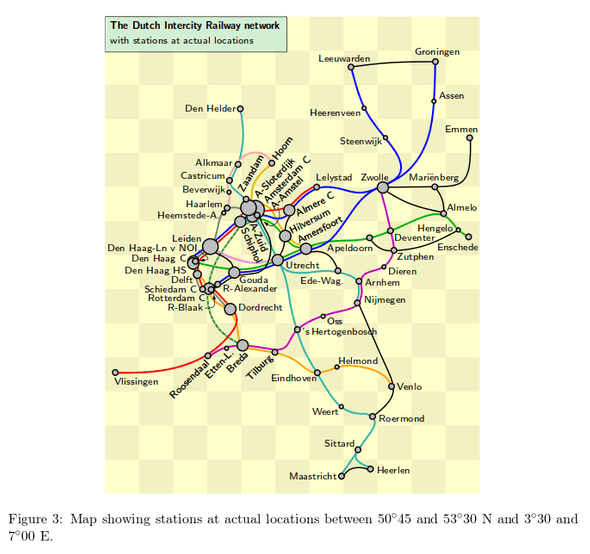 The Dutch Intercity Railway network
with stations at actual locations
Groningen
Leeuwarden
Assen
Den Helder
Heerenveen
Emmen
Steenwijk
Hoorn
Alkmaar
Zaandam
A-Sloterdijk
Amsterdam C
A-Amstel
Castricum
Lelystad
Zwolle
Mariënberg
Beverwijk
Haarlem
Almere C
Heemstede-A.
Almelo
Hilversum
A-Zuid
Schiphol
Amersfoort
Hengelo
Leiden
Deventer
Den Haag-Ln v NOI
Apeldoorn
Enschede
Den Haag C
Zutphen
Utrecht
Den Haag HS
Dieren
Delft
Gouda
Ede-Wag.
Arnhem
Schiedam C
R-Alexander
Rotterdam C
Nijmegen
R-Blaak
Dordrecht
Oss
's Hertogenbosch
Roosendaal
Etten-L.
Breda
Tilburg
Helmond
Vlissingen
Eindhoven
Venlo
Weert
Roermond
Sittard
Heerlen
Maastricht
Figure 3: Map showing stations at actual locations between 50°45 and 53°30 N and 3°30 and
7°00 E.